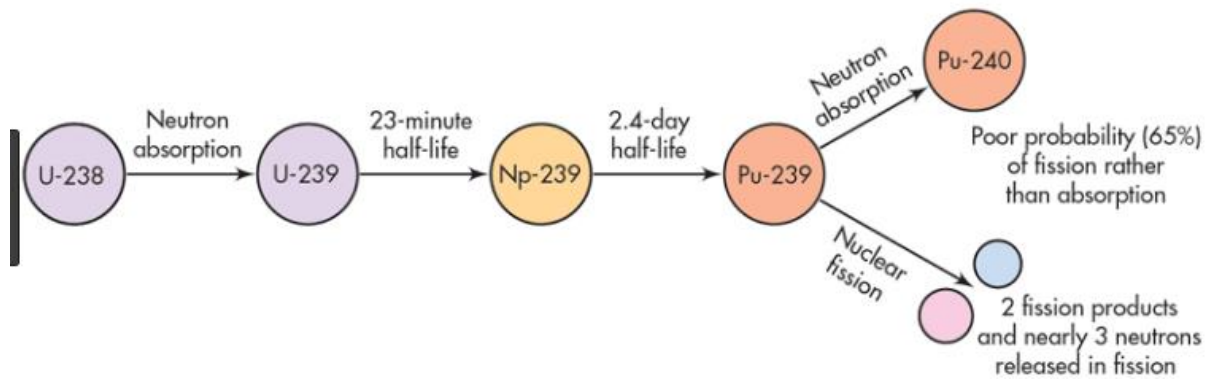 U-238
Neutron
absorption
U-239
23-minute
half-life
Np-239
2.4-day
half-life
Pu-239
Neutron
absorption
Pu-240
Poor probability (65%)
of fission rather
than absorption
Nuclear
fission
2 fission products
and nearly 3 neutrons
released in fission